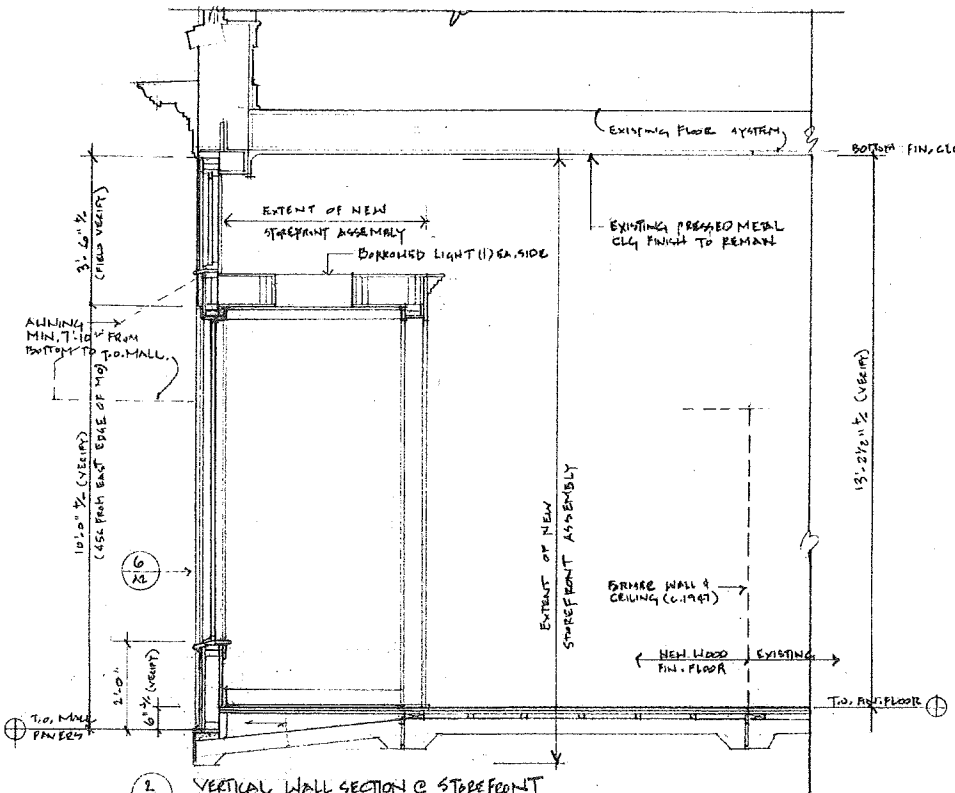 EXISTING FLOOR SYSTEM
BOTTOM FIN. CLG
EXTENT OF NEW
STOREFRONT ASSEMBLY
BORROWED LIGHT (1) EA. SIDE
EXISTING PRESSED METAL
CLG FINISH TO REMAIN
3'-6" +/-
(FIELD VERIFY)
AWNING
MIN. 7'-10" FROM
BOTTOM TO T.O. MALL.
10'-0" +/- (VERIFY)
(
FROM EAST EDGE OF MO)
13'-2 1/2" +/- (VERIFY)
EXTENT OF NEW
STOREFRONT ASSEMBLY
6
A2
FORMER WALL &
CEILING (C.1947)
NEW WOOD
FIN. FLOOR
EXISTING
2'-0"
6" +/- (VERIFY)
T.O. MALL
PAVERS
T.O. FLOOR
2
VERTICAL WALL SECTION @ STOREFRONT